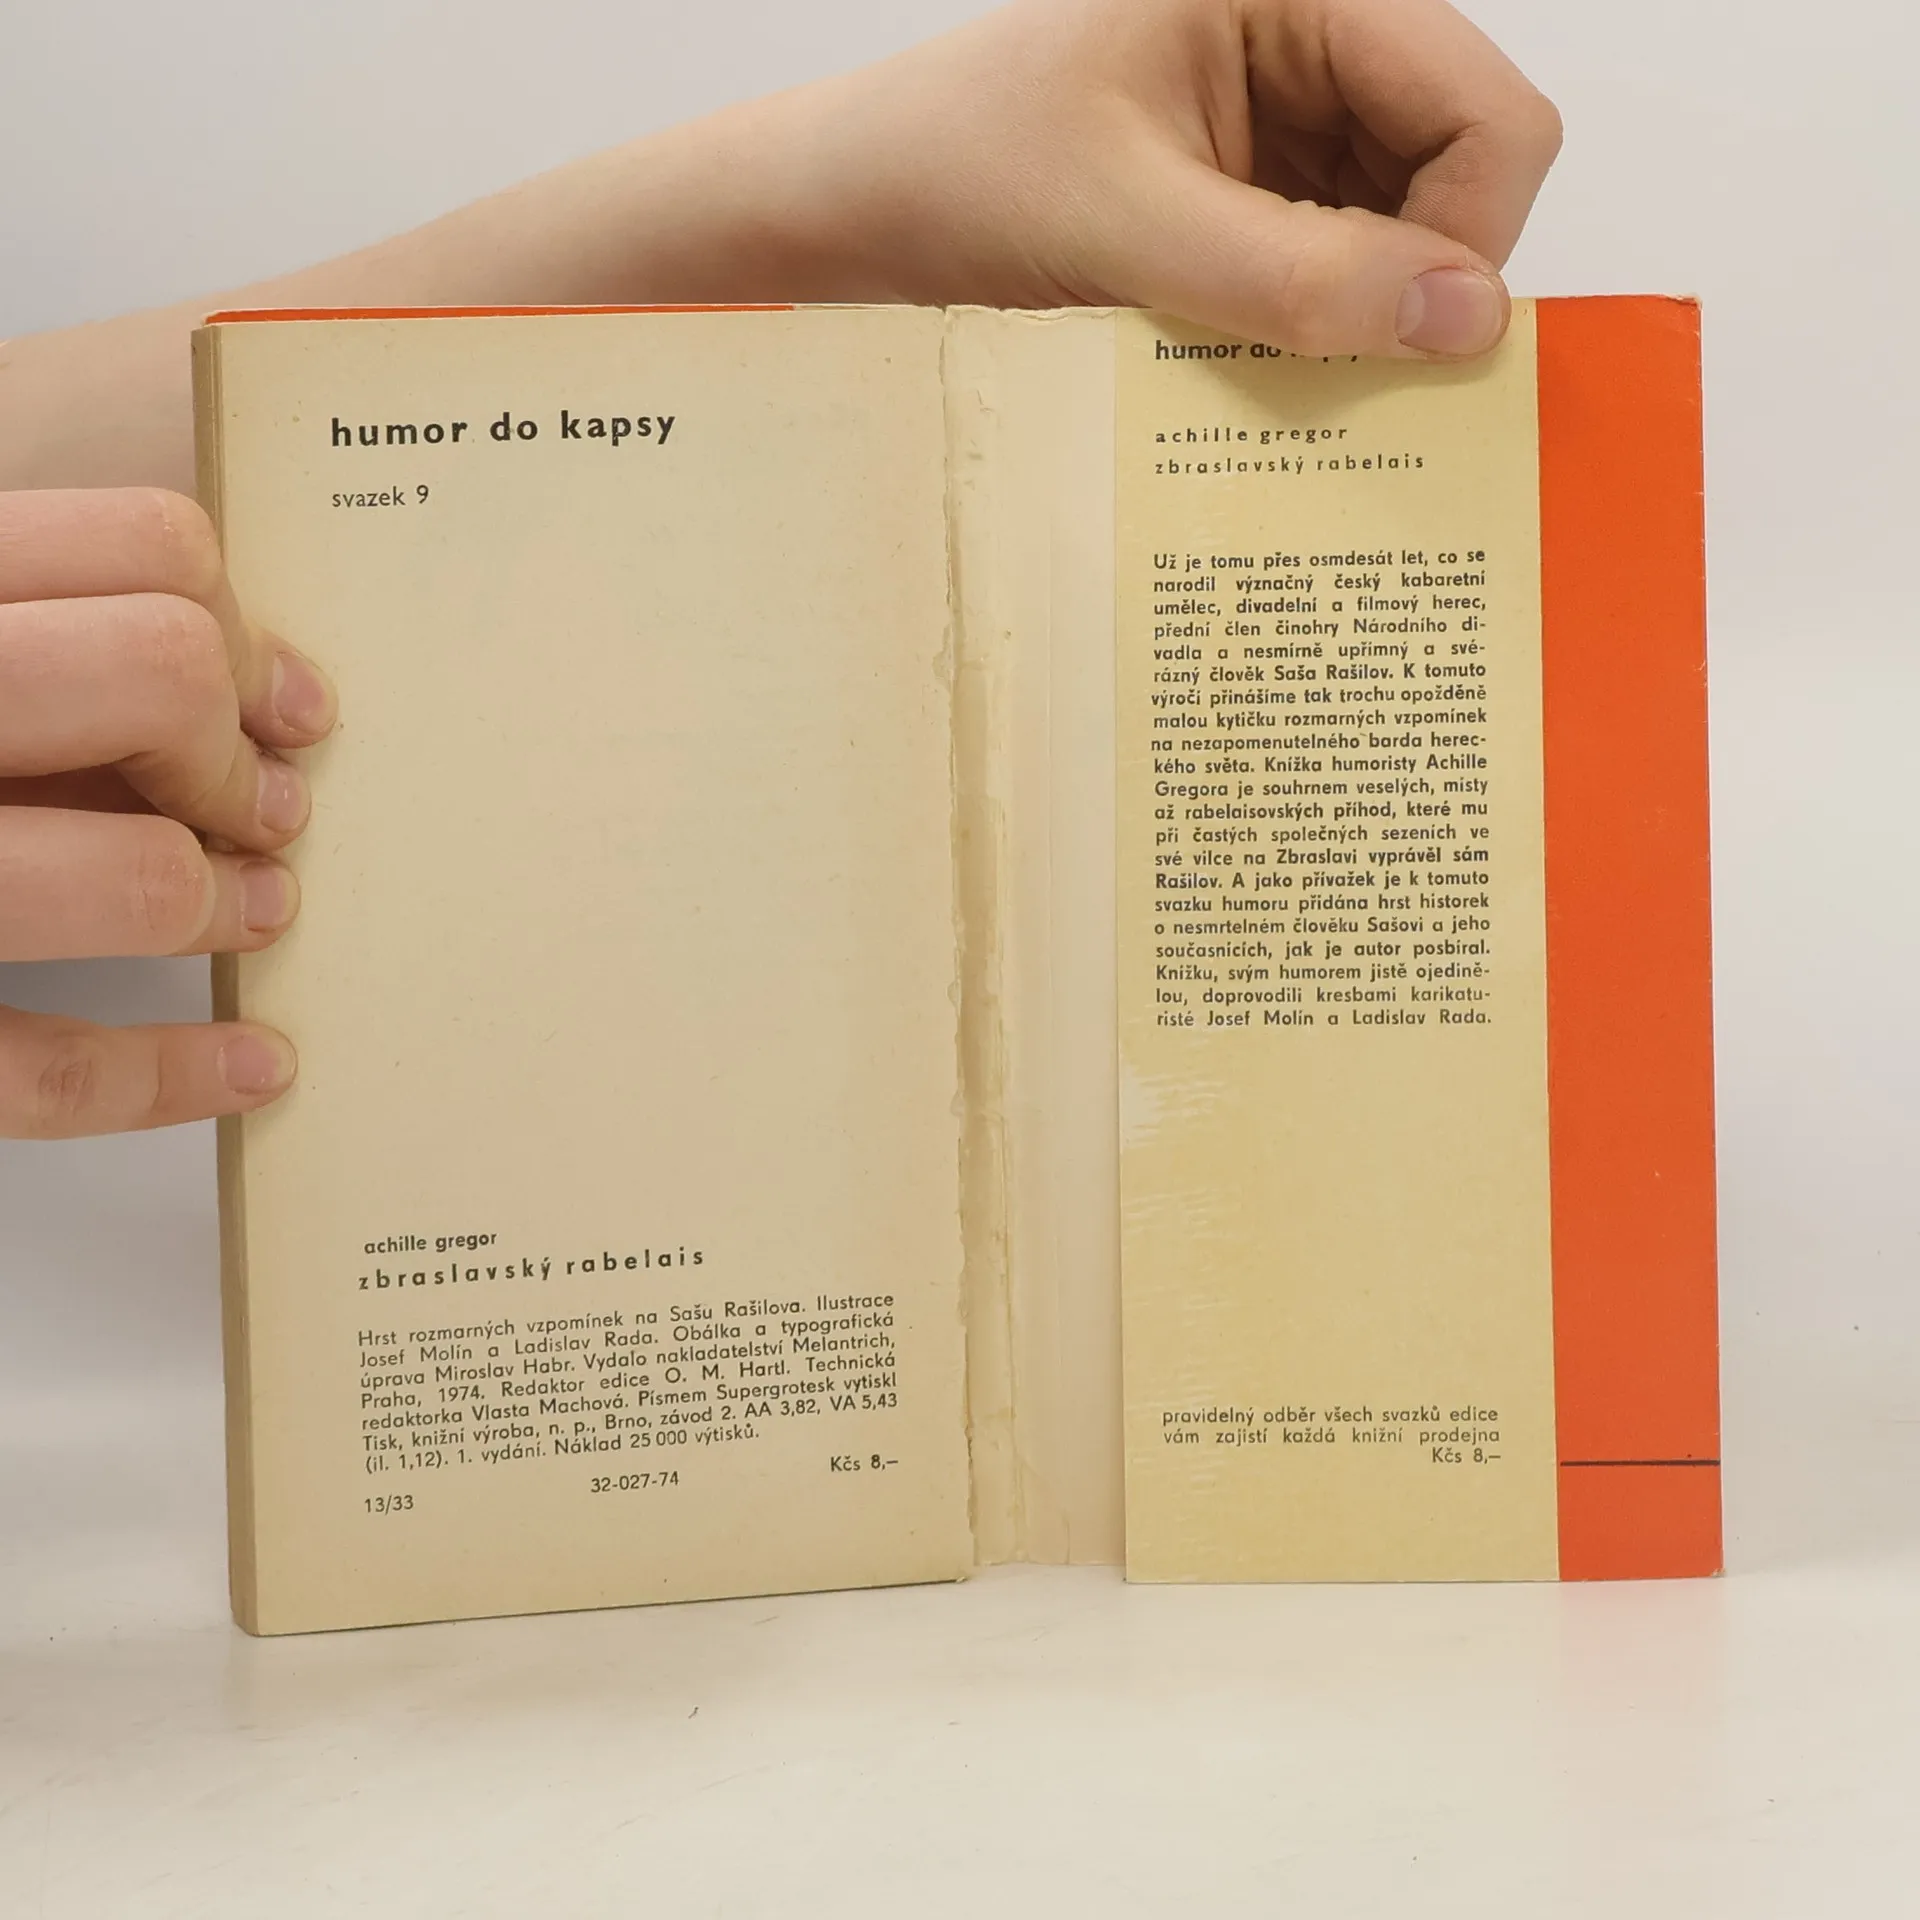 humor do kapsy
svazek 9
achille gregor
zbraslavský rabelais
Hrst rozmarných vzpomínek na Sašu Rašilova. Ilustrace
Josef Molín a Ladislav Rada. Obálka a typografická
úprava Miroslav Habr. Vydalo nakladatelství Melantrich,
Praha, 1974. Redaktor edice O. M. Hartl. Technická
redaktorka Vlasta Machová. Písmem Supergrotesk vytiskl
Tisk, knižní výroba, n. p., Brno, závod 2. AA 3,82, VA 5,43
(il. 1,12). 1. vydání. Náklad 25 000 výtisků.
13/33 32-027-74 Kčs 8,—
humor do
achille gregor
zbraslavský rabelais
Už je tomu přes osmdesát let, co se
narodil význačný český kabaretní
umělec, divadelní a filmový herec,
přední člen činohry Národního di-
vadla a nesmírně upřímný a své-
rázný člověk Saša Rašilov. K tomuto
výročí přinášíme tak trochu opožděně
malou kytičku rozmarných vzpomínek
na nezapomenutelného barda herec-
kého světa. Knížka humoristy Achille
Gregora je souhrnem veselých, místy
až rabelaisovských příhod, které mu
při častých společných sezeních ve
své vilce na Zbraslavi vyprávěl sám
Rašilov. A jako přívažek je k tomuto
svazku humoru přidána hrst historek
o nesmrtelném člověku Sašovi a jeho
současnících, jak je autor posbíral.
Knížku, svým humorem jistě ojedině-
lou, doprovodili kresbami karikatu-
risté Josef Molín a Ladislav Rada.
pravidelný odběr všech svazků edice
vám zajistí každá knižní prodejna
Kčs 8,—